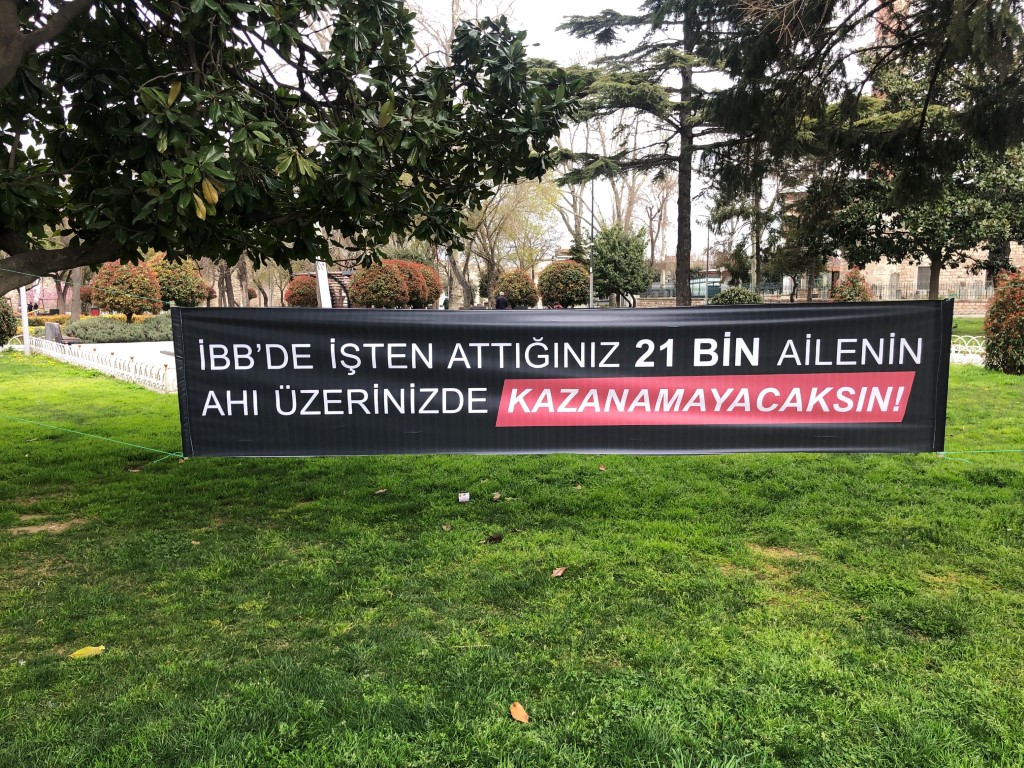 İBB'DE İŞTEN ATTIĞINIZ 21 BİN AİLENİN
AHI ÜZERİNİZDE KAZANAMAYACAKSIN!